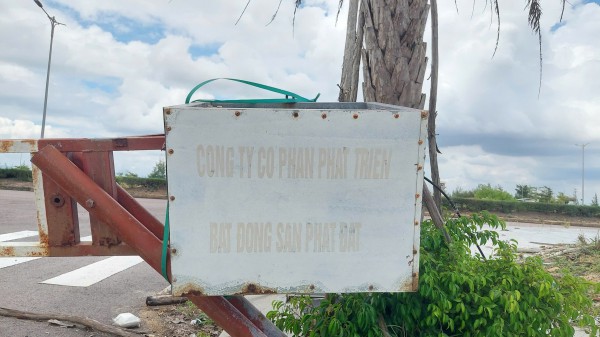 CONG TY CO PHAN PHAT TRIEN
BAT DONG SAN PHAT DAT